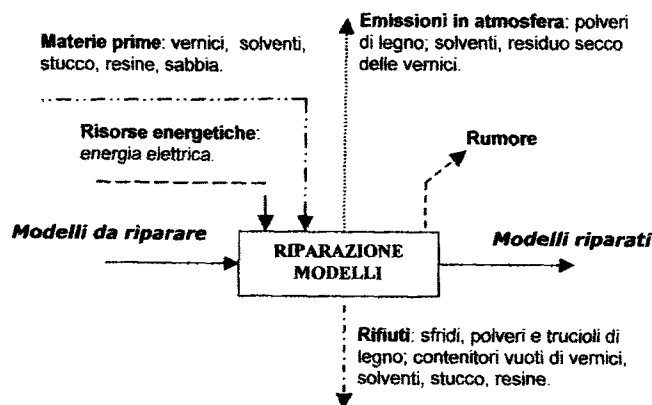 Materie prime: vernici, solventi,
stucco, resine, sabbia.
Emissioni in atmosfera: polveri
di legno; solventi, residuo secco
delle vernici.
Risorse energetiche:
energia elettrica.
Rumore
Modelli da riparare
RIPARAZIONE
MODELLI
Modelli riparati
Rifiuti: sfridi, polveri e trucioli di
legno; contenitori vuoti di vernici,
solventi, stucco, resine.